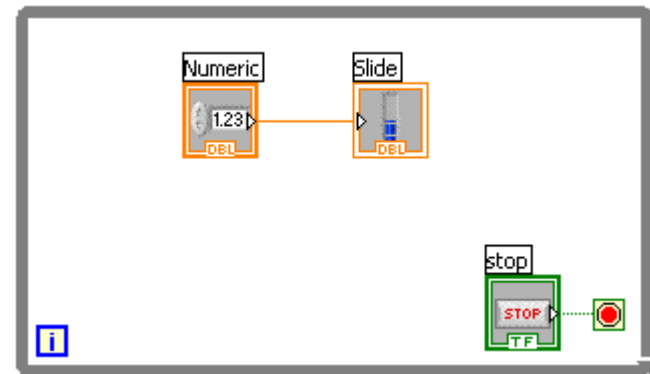 Numeric
Slide
1.23
DBL
DBL
stop
STOP
TF
i